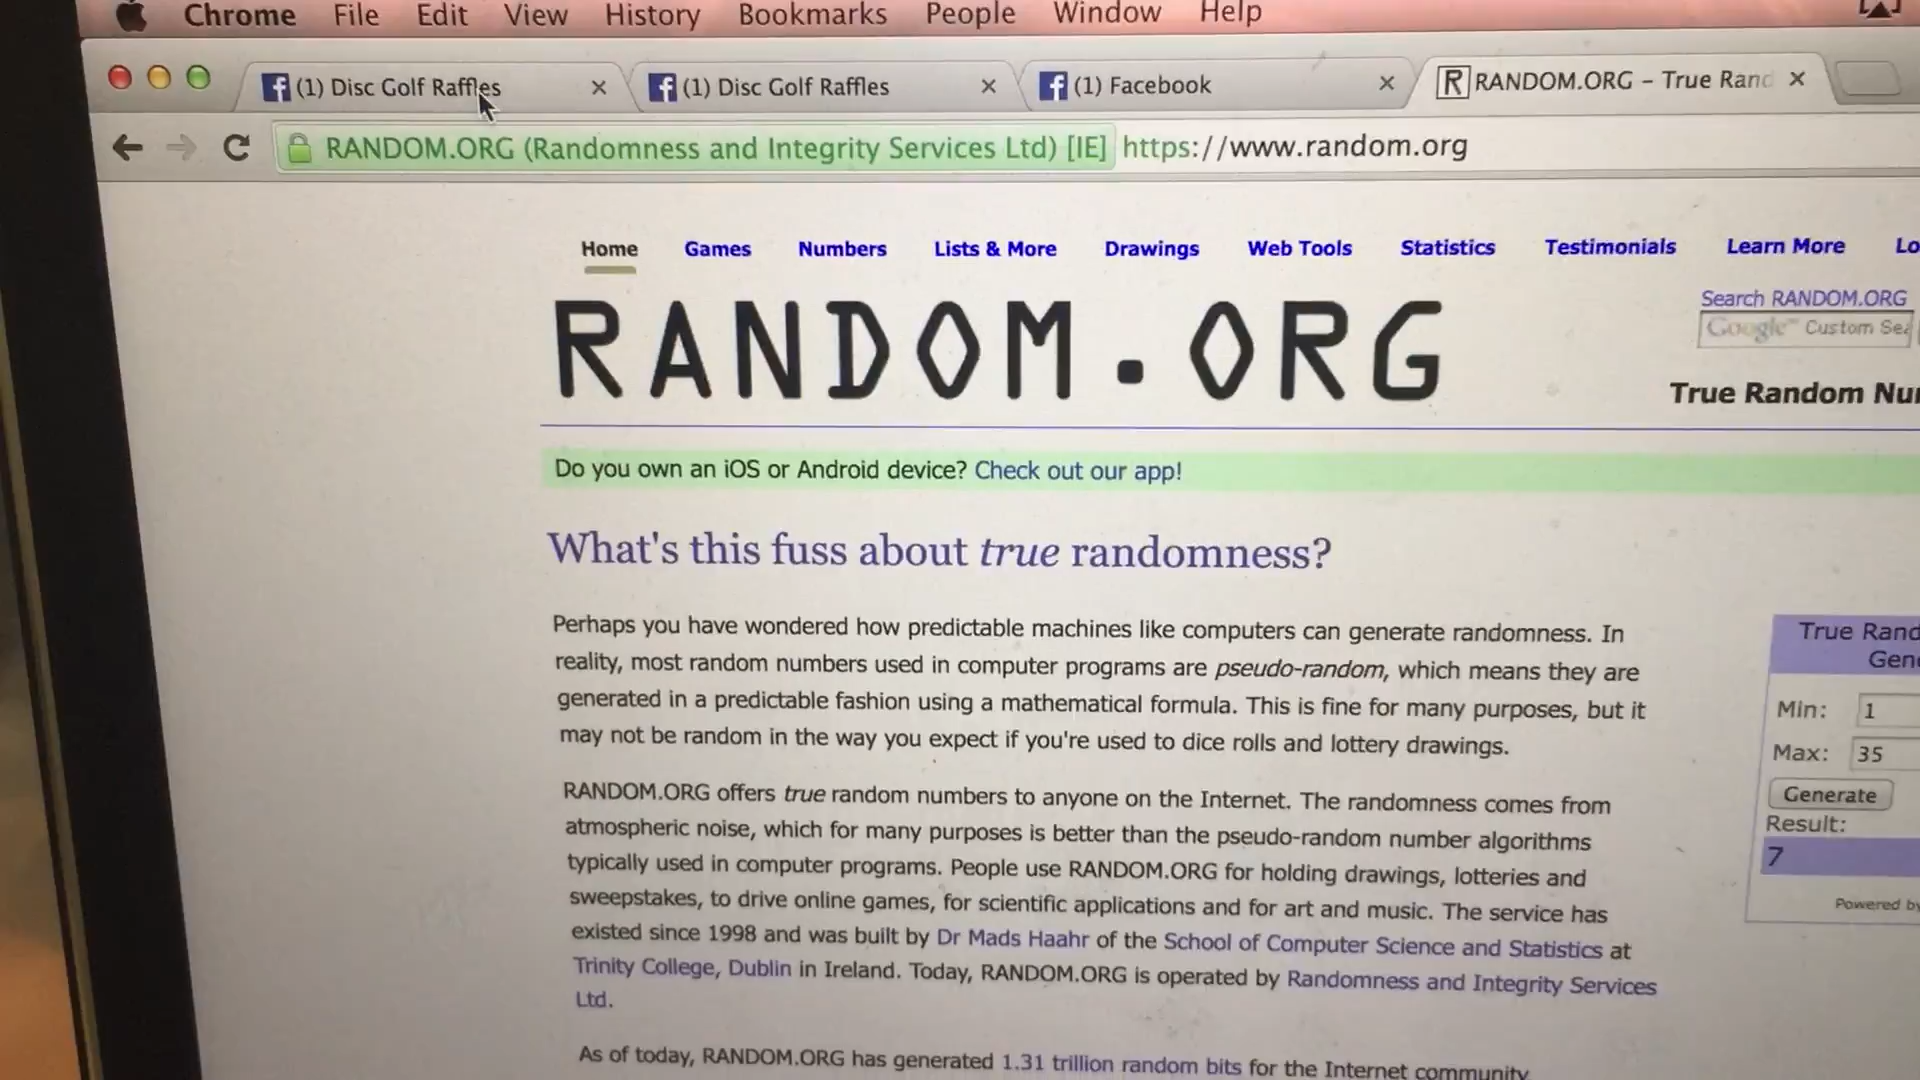 Chrome File Edit View History Bookmarks People Window Help
(1) Disc Golf Raffles (1) Disc Golf Raffles (1) Facebook RANDOM.ORG – True Rand
RANDOM.ORG (Randomness and Integrity Services Ltd) [IE] https://www.random.org
Home Games Numbers Lists & More Drawings Web Tools Statistics Testimonials Learn More Lo
RANDOM.ORG
Search RANDOM.ORG
Google™ Custom Sea
True Random Nu
Do you own an iOS or Android device? Check out our app!
What's this fuss about true randomness?
Perhaps you have wondered how predictable machines like computers can generate randomness. In
reality, most random numbers used in computer programs are pseudo-random, which means they are
generated in a predictable fashion using a mathematical formula. This is fine for many purposes, but it
may not be random in the way you expect if you're used to dice rolls and lottery drawings.
RANDOM.ORG offers true random numbers to anyone on the Internet. The randomness comes from
atmospheric noise, which for many purposes is better than the pseudo-random number algorithms
typically used in computer programs. People use RANDOM.ORG for holding drawings, lotteries and
sweepstakes, to drive online games, for scientific applications and for art and music. The service has
existed since 1998 and was built by Dr Mads Haahr of the School of Computer Science and Statistics at
Trinity College, Dublin in Ireland. Today, RANDOM.ORG is operated by Randomness and Integrity Services
Ltd.
As of today, RANDOM.ORG has generated 1.31 trillion random bits for the Internet community.
True Rand
Gene
Min: 1
Max: 35
Generate
Result:
7
Powered by